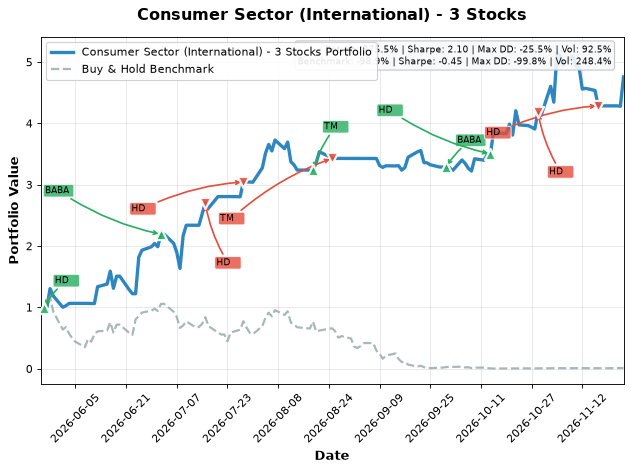 Consumer Sector (International) - 3 Stocks
Consumer Sector (International) - 3 Stocks Portfolio
Buy & Hold Benchmark
5.5% | Sharpe: 2.10 | Max DD: -25.5% | Vol: 92.5%
Benchmark: -98.9% | Sharpe: -0.45 | Max DD: -99.8% | Vol: 248.4%
Portfolio Value
5
4
3
2
1
0
HD
TM
BABA
HD
BABA
HD
TM
HD
HD
HD
2026-06-05
2026-06-21
2026-07-07
2026-07-23
2026-08-08
2026-08-24
2026-09-09
2026-09-25
2026-10-11
2026-10-27
2026-11-12
Date